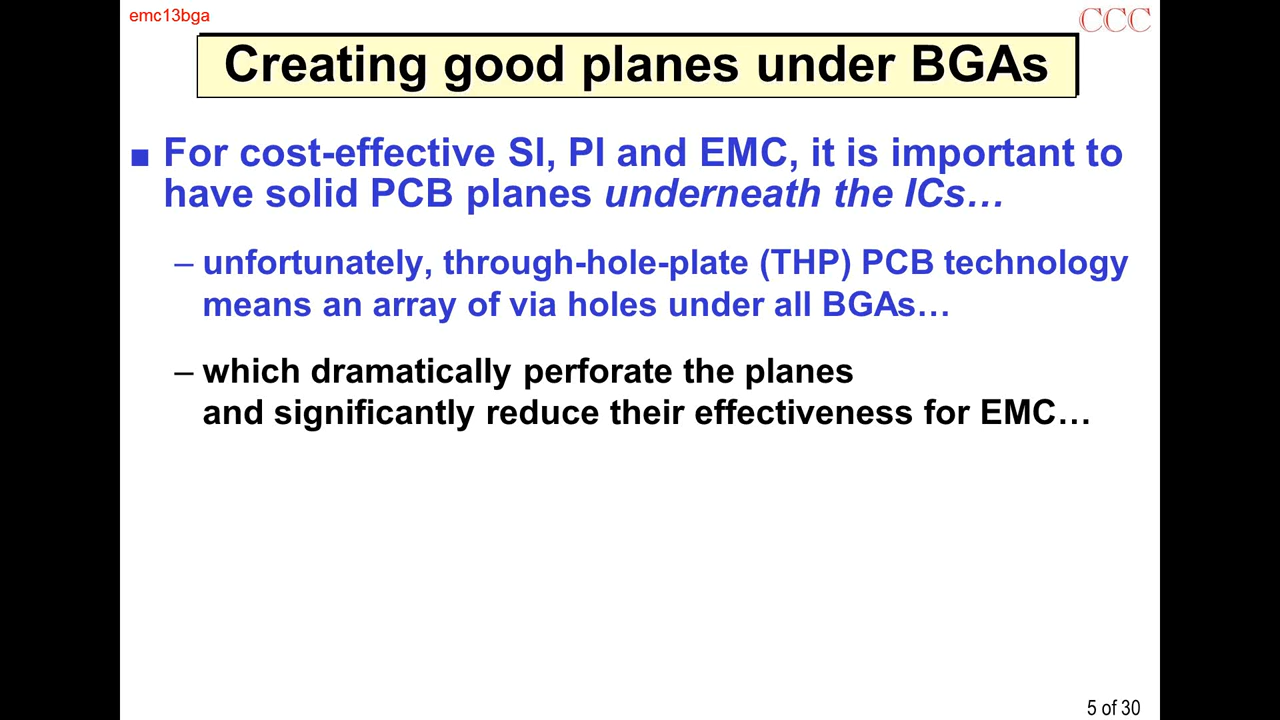 emc13bga
CCC
Creating good planes under BGAs
■ For cost-effective SI, PI and EMC, it is important to
have solid PCB planes underneath the ICs…
– unfortunately, through-hole-plate (THP) PCB technology
means an array of via holes under all BGAs…
– which dramatically perforate the planes
and significantly reduce their effectiveness for EMC…
5 of 30